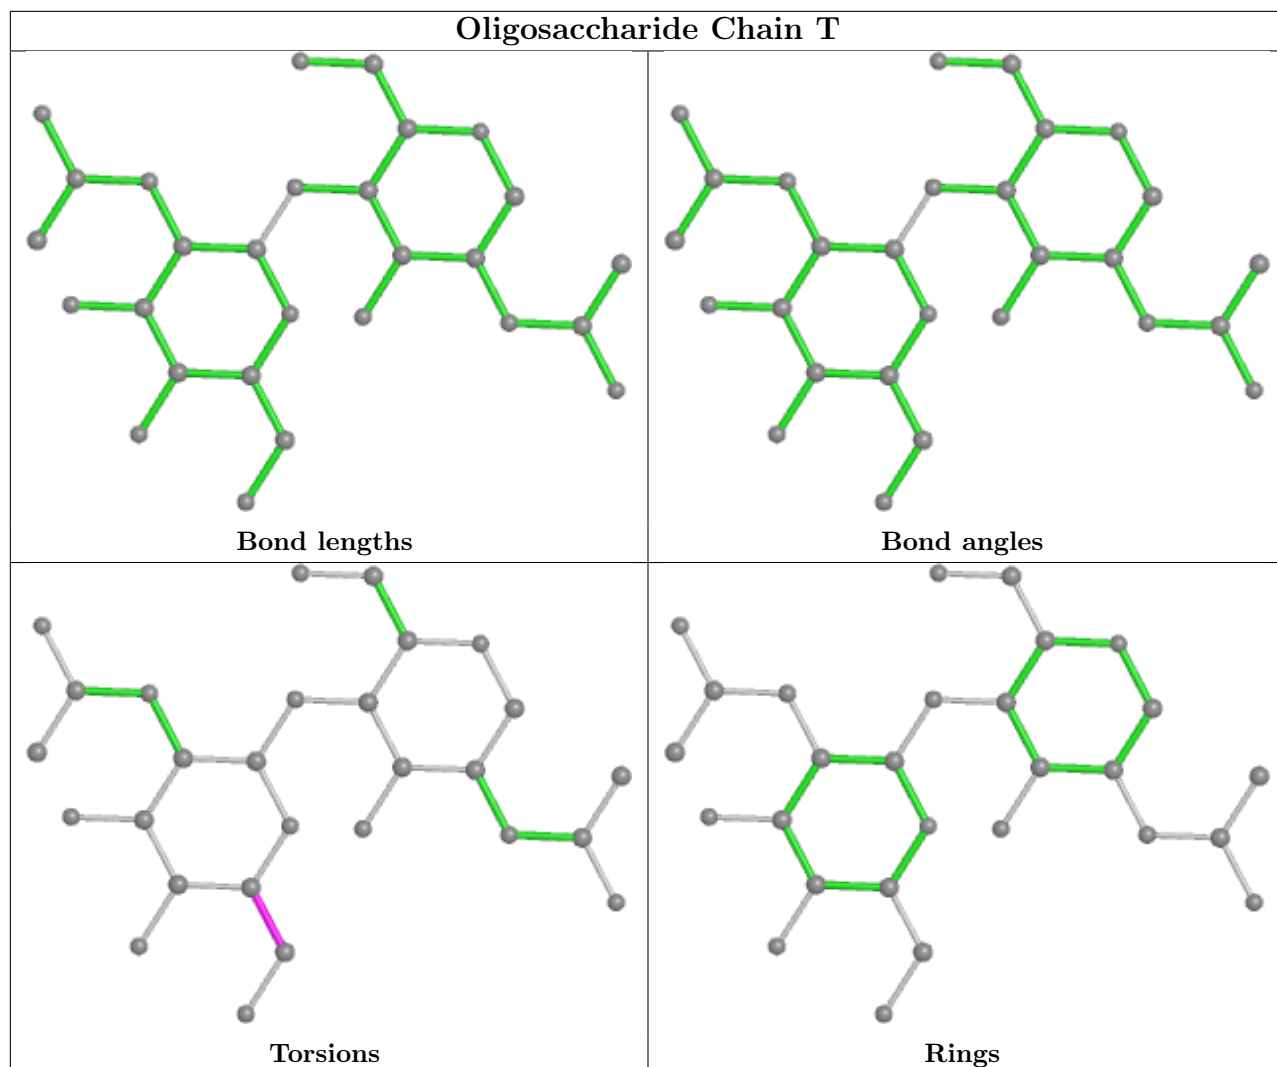 Oligosaccharide Chain T
Bond lengths
Bond angles
Torsions
Rings